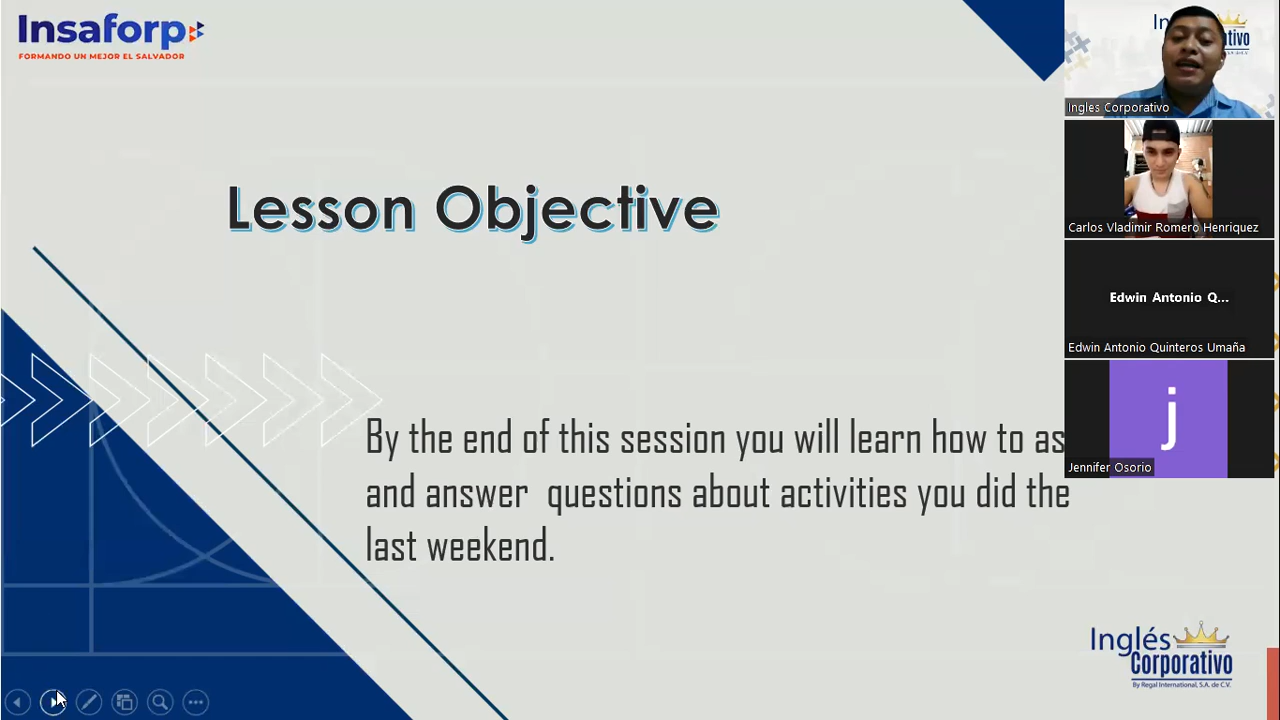 Insaforp
FORMANDO UN MEJOR EL SALVADOR
Lesson Objective
By the end of this session you will learn how to as
and answer questions about activities you did the
last weekend.
Ingles Corporativo
Carlos Vladimir Romero Henriquez
Edwin Antonio Q...
Edwin Antonio Quinteros Umaña
j
Jennifer Osorio
Inglés
Corporativo
By Regal International, S.A. de C.V.